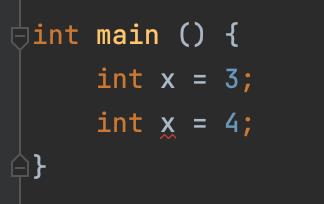 int main () {
    int x = 3;
    int x = 4;
}